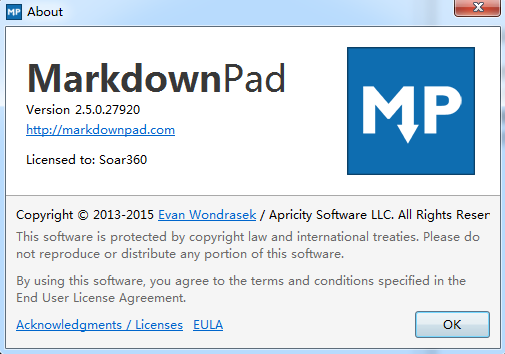 MP About
MarkdownPad
Version 2.5.0.27920
http://markdownpad.com
Licensed to: Soar360
MP
Copyright © 2013-2015 Evan Wondrasek / Apricity Software LLC. All Rights Reser
This software is protected by copyright law and international treaties. Please do
not reproduce or distribute any portion of this software.
By using this software, you agree to the terms and conditions specified in the
End User License Agreement.
Acknowledgments / Licenses EULA
OK